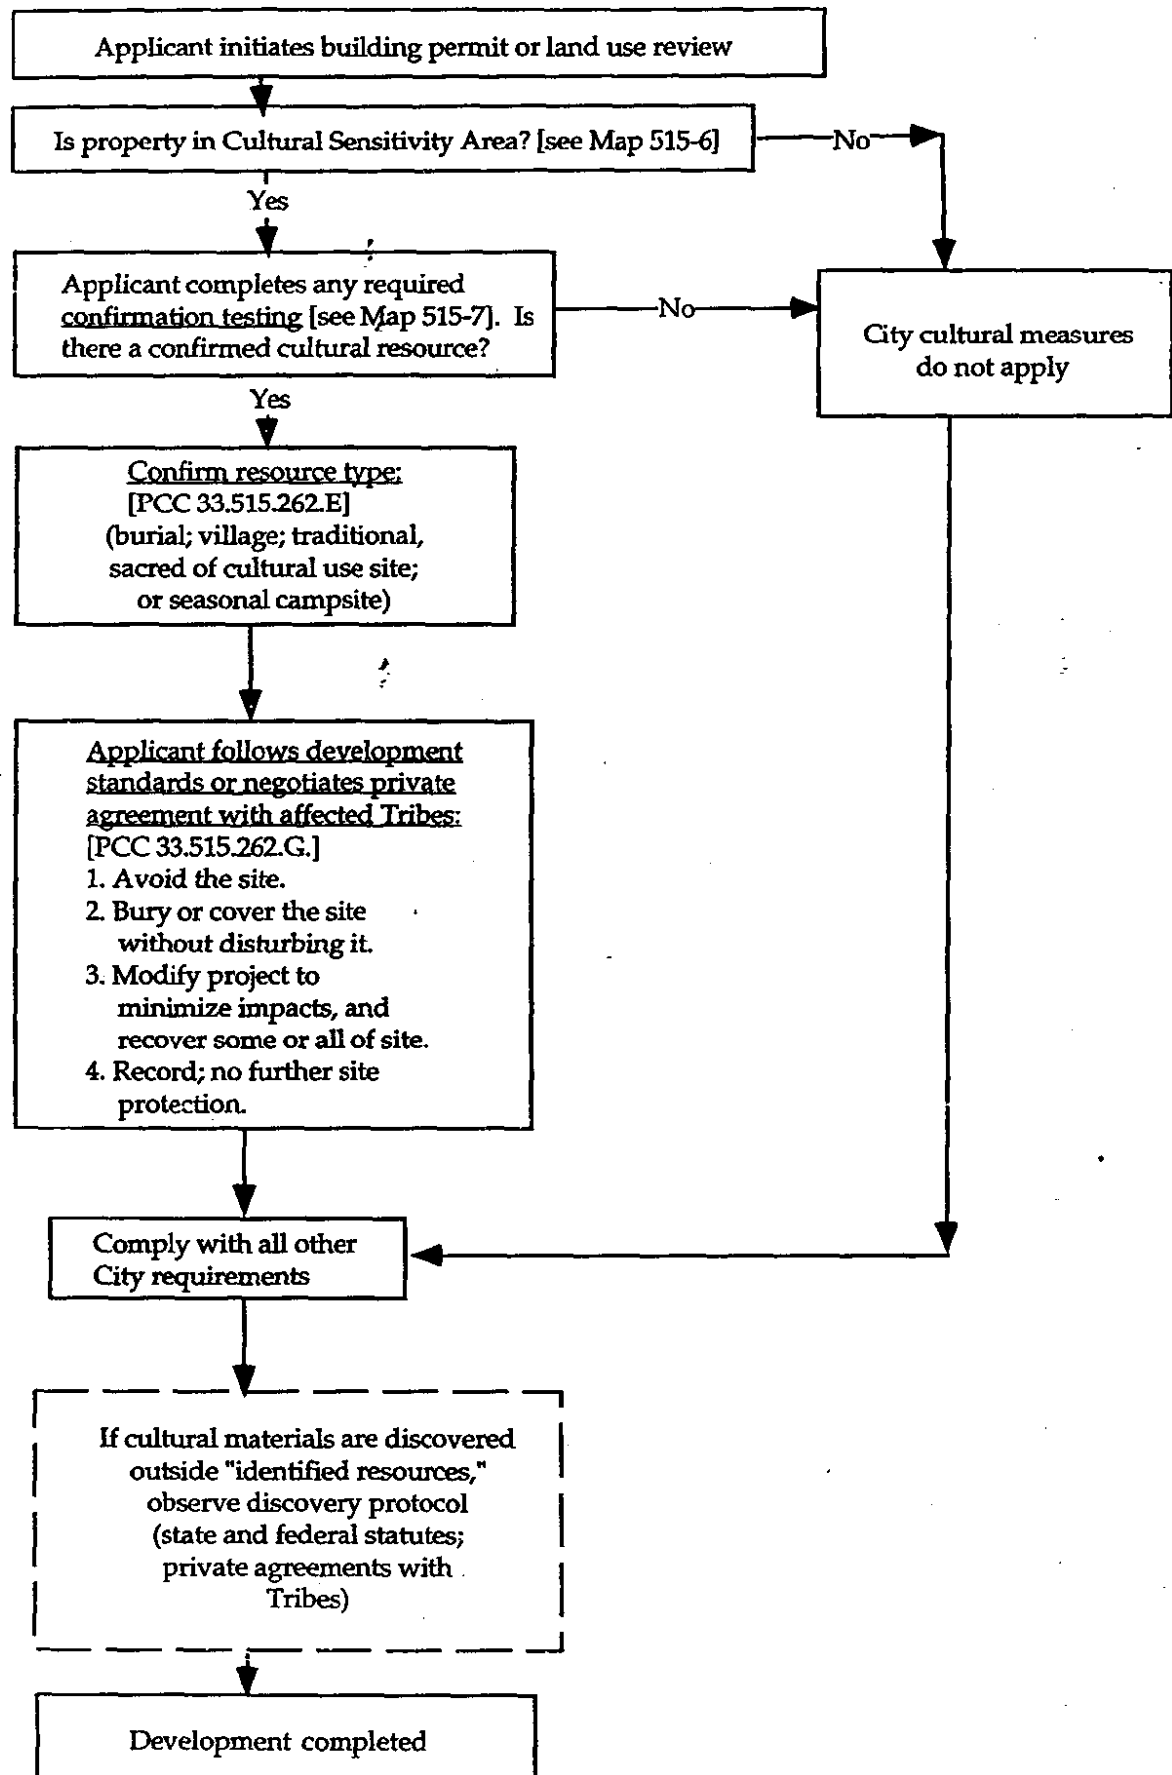 Applicant initiates building permit or land use review
Is property in Cultural Sensitivity Area? [see Map 515-6]
No
Yes
Applicant completes any required
confirmation testing [see Map 515-7]. Is
there a confirmed cultural resource?
No
City cultural measures
do not apply
Yes
Confirm resource type:
[PCC 33.515.262.E]
(burial; village; traditional,
sacred of cultural use site;
or seasonal campsite)
Applicant follows development
standards or negotiates private
agreement with affected Tribes:
[PCC 33.515.262.G.]
1. Avoid the site.
2. Bury or cover the site
without disturbing it.
3. Modify project to
minimize impacts, and
recover some or all of site.
4. Record; no further site
protection.
Comply with all other
City requirements
If cultural materials are discovered
outside "identified resources,"
observe discovery protocol
(state and federal statutes;
private agreements with
Tribes)
Development completed